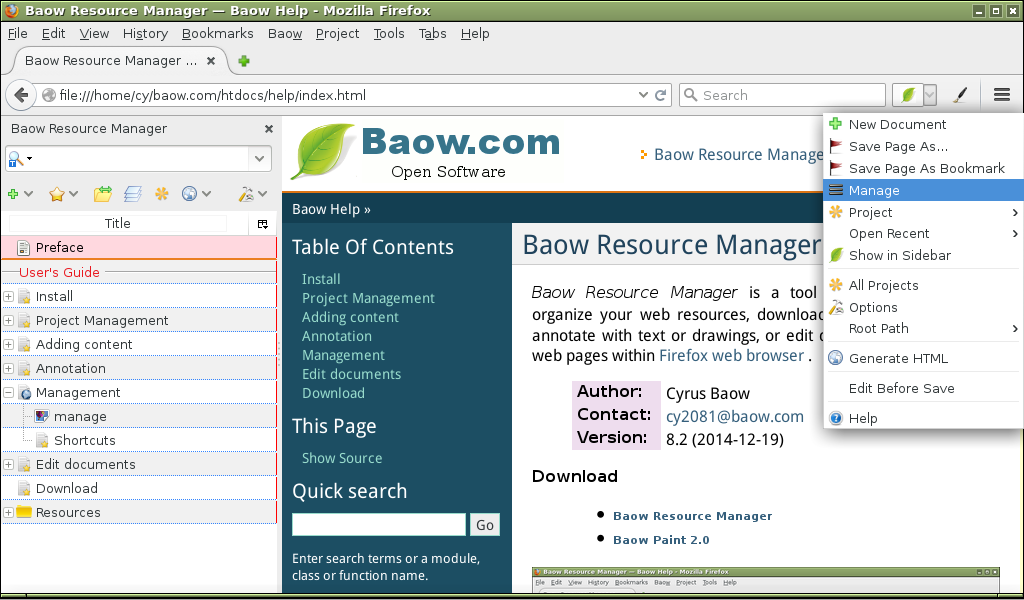 Baow Resource Manager — Baow Help - Mozilla Firefox
File Edit View History Bookmarks Baow Project Tools Tabs Help
Baow Resource Manager ...
file:///home/cy/baow.com/htdocs/help/index.html
Search
Baow Resource Manager
Title
Preface
User's Guide
Install
Project Management
Adding content
Annotation
Management
manage
Shortcuts
Edit documents
Download
Resources
Baow.com
Open Software
Baow Resource Manage
Baow Help »
Table Of Contents
Install
Project Management
Adding content
Annotation
Management
Edit documents
Download
This Page
Show Source
Quick search
Go
Enter search terms or a module,
class or function name.
Baow Resource Manager
Baow Resource Manager is a tool
organize your web resources, download
annotate with text or drawings, or edit
web pages within Firefox web browser .
Author: Cyrus Baow
Contact: cy2081@baow.com
Version: 8.2 (2014-12-19)
Download
Baow Resource Manager
Baow Paint 2.0
Baow Resource Manager — Baow Help - Mozilla Firefox
File Edit View History Bookmarks Baow Project Tools Tabs Help
New Document
Save Page As...
Save Page As Bookmark
Manage
Project
Open Recent
Show in Sidebar
All Projects
Options
Root Path
Generate HTML
Edit Before Save
Help